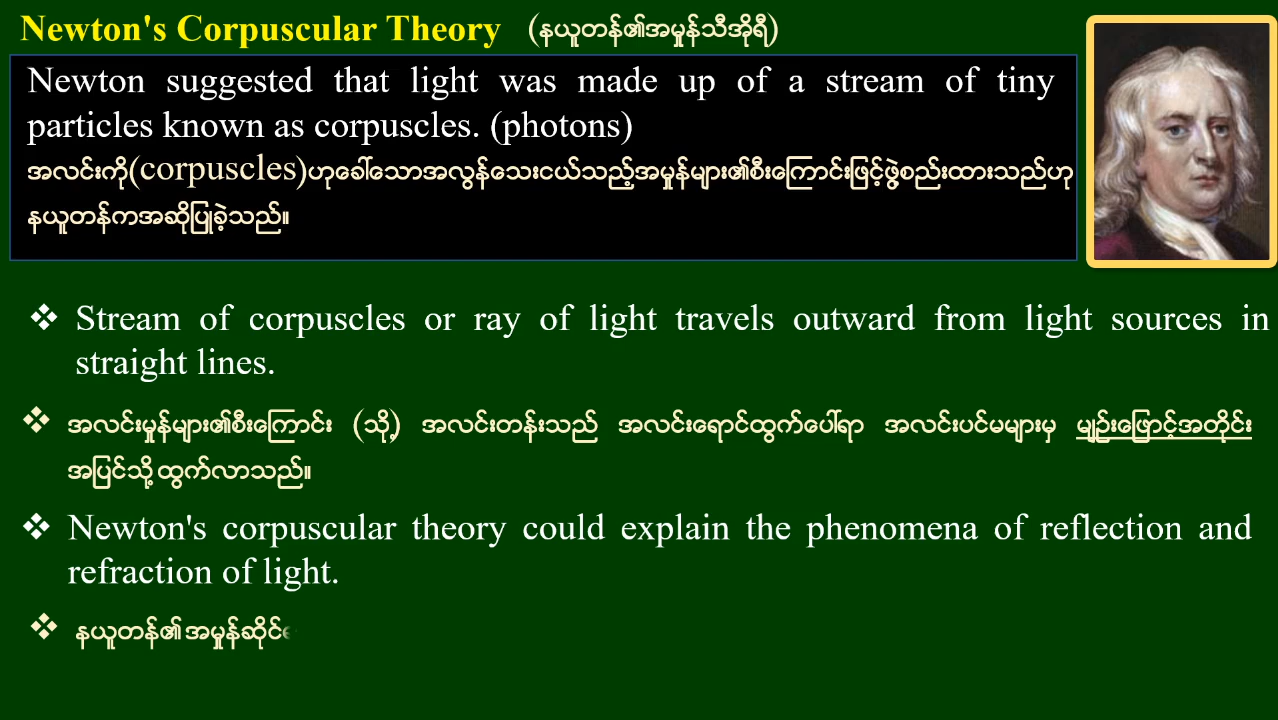 Newton's Corpuscular Theory (နယူတန်၏အမှုန်သီအိုရီ)
Newton suggested that light was made up of a stream of tiny
particles known as corpuscles. (photons)
အလင်းကို(corpuscles)ဟုခေါ်သောအလွန်သေးငယ်သည့်အမှုန်များ၏စီးကြောင်းဖြင့်ဖွဲ့စည်းထားသည်ဟု
နယူတန်ကအဆိုပြုခဲ့သည်။
❖ Stream of corpuscles or ray of light travels outward from light sources in
straight lines.
❖ အလင်းမှုန်များ၏စီးကြောင်း (သို့) အလင်းတန်းသည် အလင်းရောင်ထွက်ပေါ်ရာ အလင်းပင်မများမှ မျဉ်းဖြောင့်အတိုင်း
အပြင်သို့ ထွက်လာသည်။
❖ Newton's corpuscular theory could explain the phenomena of reflection and
refraction of light.
❖ နယူတန်၏ အမှုန်ဆိုင်